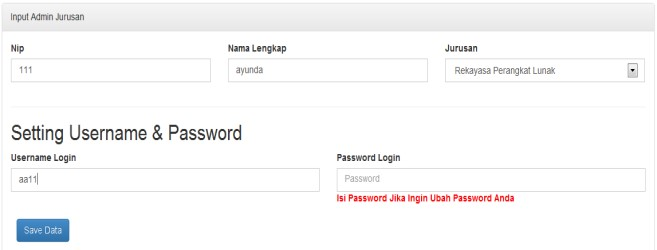 Input Admin Jurusan
Nip Nama Lengkap Jurusan
111 ayunda Rekayasa Perangkat Lunak
Setting Username & Password
Username Login Password Login
aa11 Password
Isi Password Jika Ingin Ubah Password Anda
Save Data